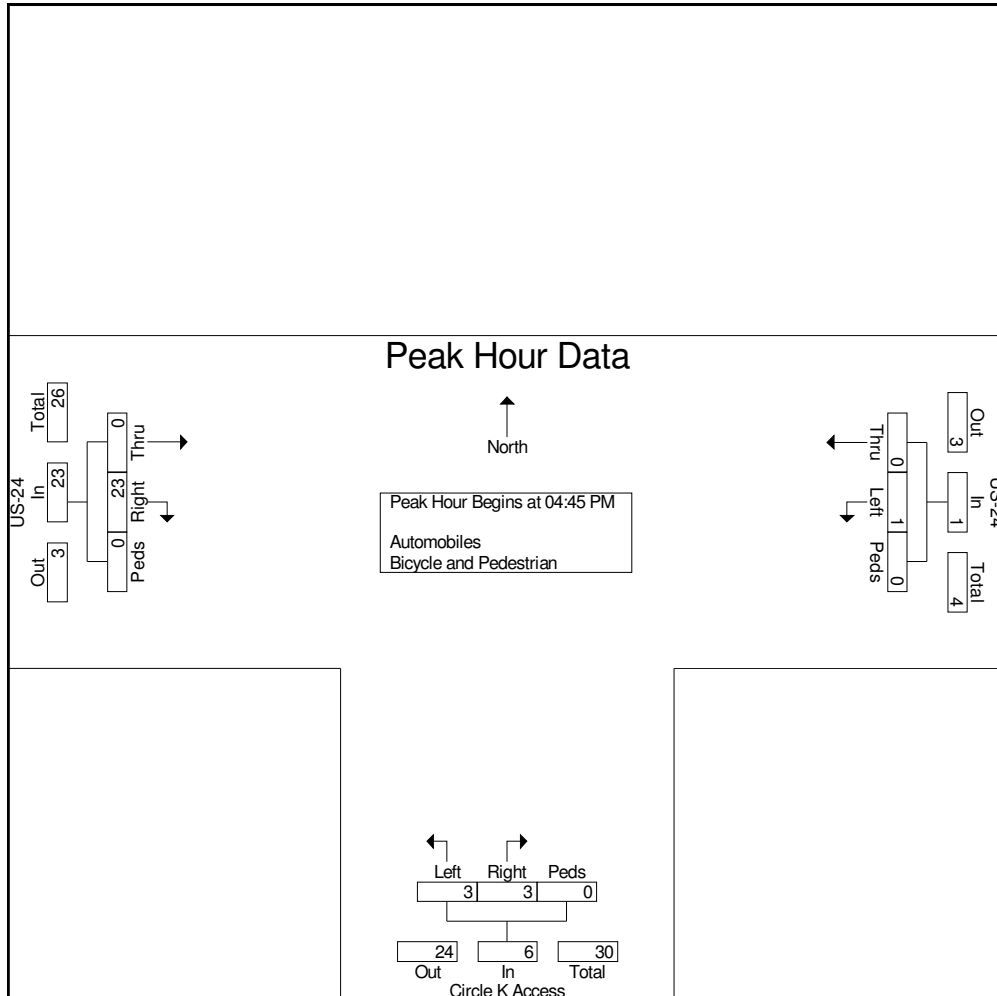 Peak Hour Data
North
Peak Hour Begins at 04:45 PM
Automobiles
Bicycle and Pedestrian
US-24
Total
26
In
23
Out
3
Thru
0
Right
23
Peds
0
US-24
Out
3
In
1
Total
4
Thru
0
Left
1
Peds
0
Left Right Peds
3 3 0
24 6 30
Out In Total
Circle K Access